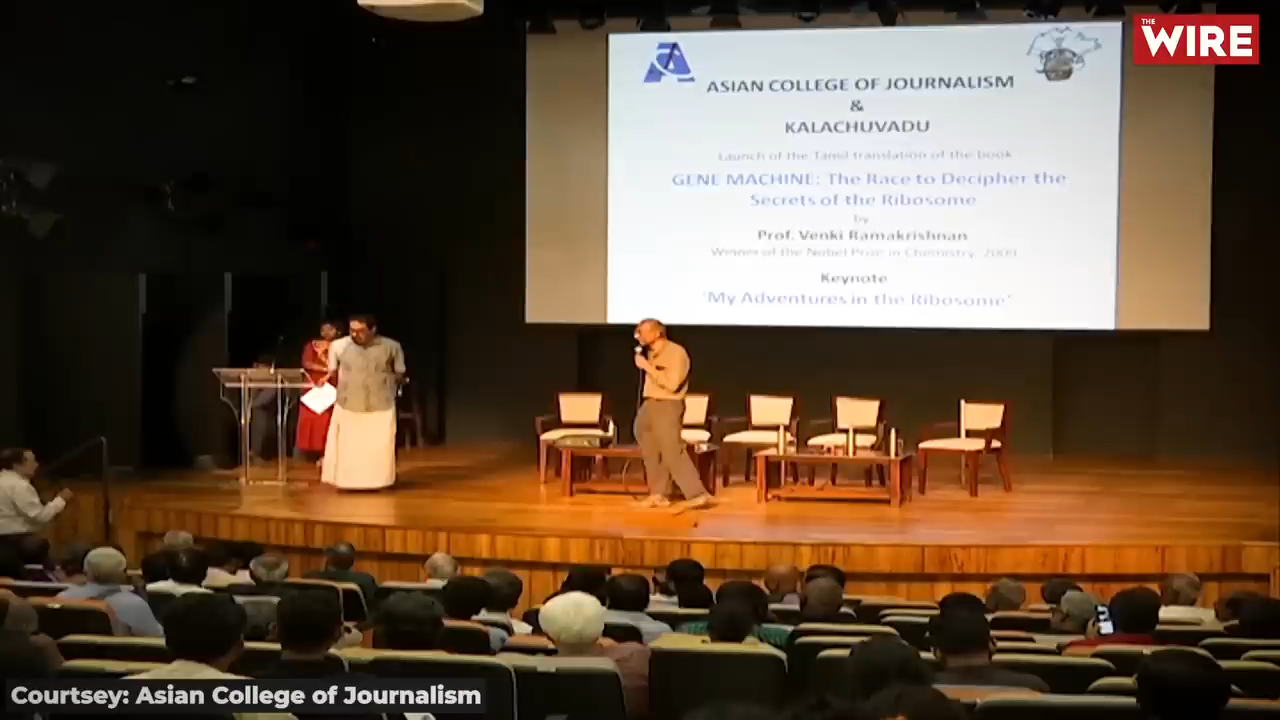 THE
WIRE
ASIAN COLLEGE OF JOURNALISM
&
KALACHUVADU
Launch of the Tamil translation of the book
GENE MACHINE: The Race to Decipher the
Secrets of the Ribosome
by
Prof. Venki Ramakrishnan
Winner of the Nobel Prize in Chemistry, 2009
Keynote
'My Adventures in the Ribosome'
Courtsey: Asian College of Journalism